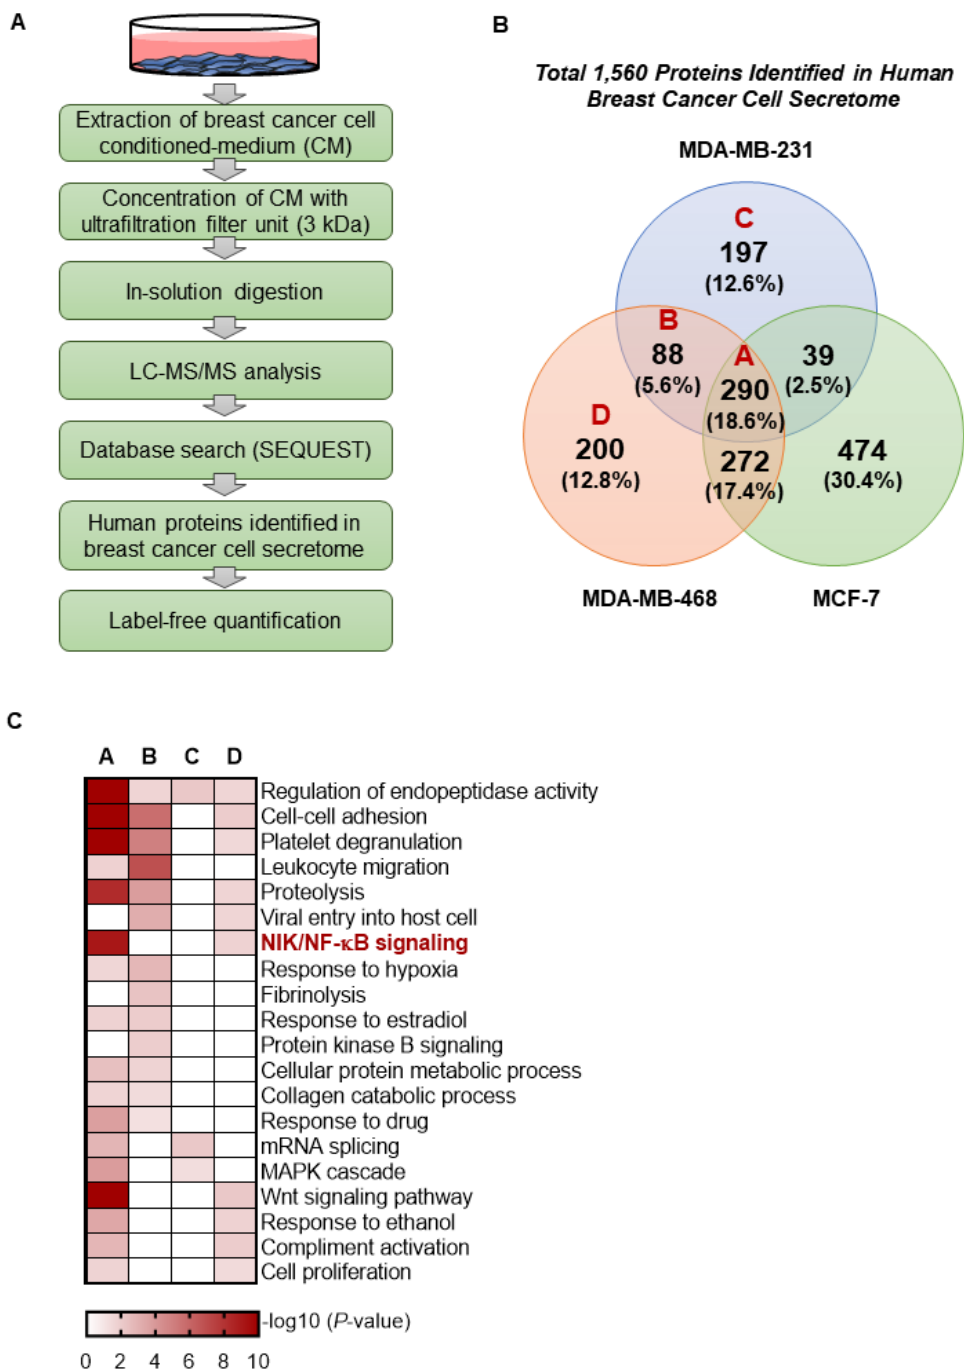 A
Extraction of breast cancer cell
conditioned-medium (CM)
Concentration of CM with
ultrafiltration filter unit (3 kDa)
In-solution digestion
LC-MS/MS analysis
Database search (SEQUEST)
Human proteins identified in
breast cancer cell secretome
Label-free quantification
B
Total 1,560 Proteins Identified in Human
Breast Cancer Cell Secretome
MDA-MB-231
C
197
(12.6%)
B
88
(5.6%)
A
290
(18.6%)
39
(2.5%)
D
200
(12.8%)
272
(17.4%)
474
(30.4%)
MDA-MB-468
MCF-7
C
A B C D
Regulation of endopeptidase activity
Cell-cell adhesion
Platelet degranulation
Leukocyte migration
Proteolysis
Viral entry into host cell
NIK/NF-κB signaling
Response to hypoxia
Fibrinolysis
Response to estradiol
Protein kinase B signaling
Cellular protein metabolic process
Collagen catabolic process
Response to drug
mRNA splicing
MAPK cascade
Wnt signaling pathway
Response to ethanol
Compliment activation
Cell proliferation
-log10 (P-value)
0 2 4 6 8 10